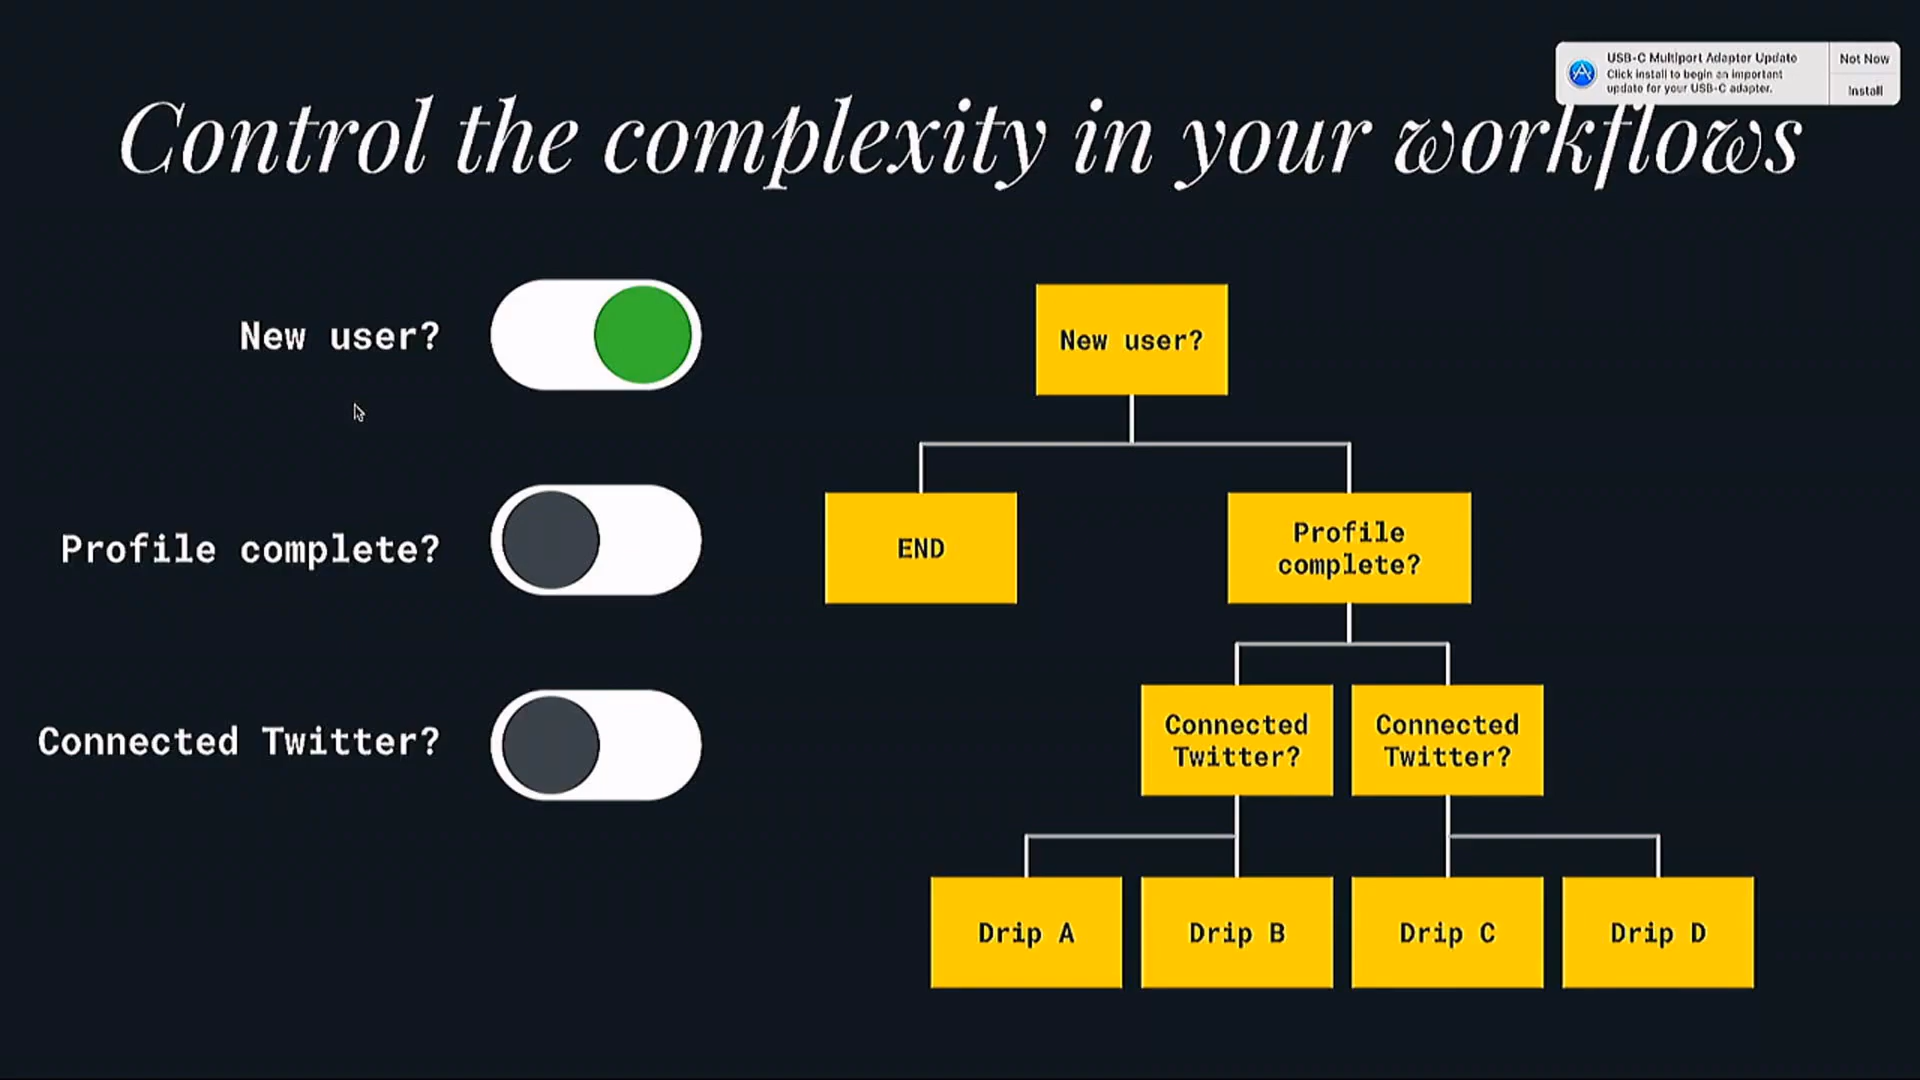 USB-C Multiport Adapter Update
Not Now
Click install to begin an important
update for your USB-C adapter.
Install
Control the complexity in your workflows
New user?
Profile complete?
Connected Twitter?
New user?
END
Profile
complete?
Connected
Twitter?
Connected
Twitter?
Drip A
Drip B
Drip C
Drip D